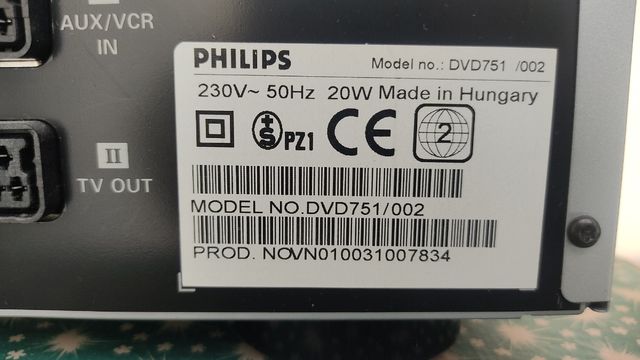 AUX/VCR
IN
II
TV OUT
PHILIPS Model no.: DVD751 /002
230V~ 50Hz 20W Made in Hungary
+S PZ1 CE 2
MODEL NO.DVD751/002
PROD. NOVN010031007834